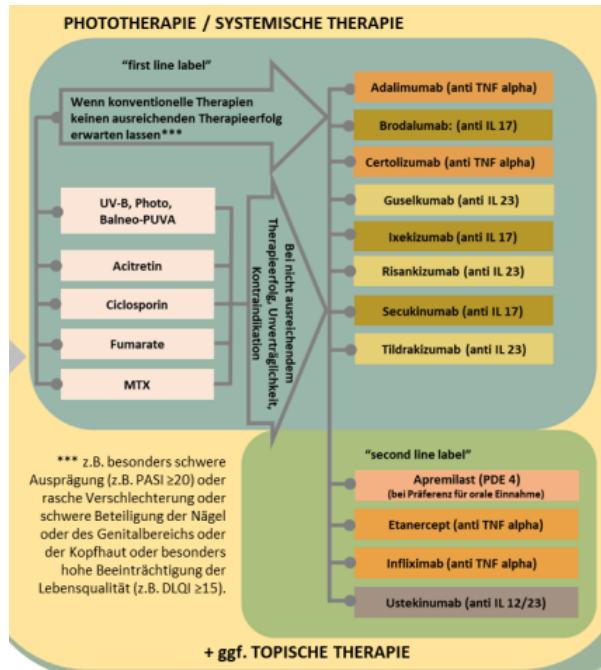 PHOTOTHERAPIE / SYSTEMISCHE THERAPIE
“first line label”
Wenn konventionelle Therapien
keinen ausreichenden Therapieerfolg
erwarten lassen***
UV-B, Photo,
Balneo-PUVA
Acitretin
Ciclosporin
Fumarate
MTX
Bei nicht ausreichendem
Therapieerfolg, Unverträglichkeit,
Kontraindikation
Adalimumab (anti TNF alpha)
Brodalumab: (anti IL 17)
Certolizumab (anti TNF alpha)
Guselkumab (anti IL 23)
Ixekizumab (anti IL 17)
Risankizumab (anti IL 23)
Secukinumab (anti IL 17)
Tildrakizumab (anti IL 23)
*** z.B. besonders schwere
Ausprägung (z.B. PASI ≥20) oder
rasche Verschlechterung oder
schwere Beteiligung der Nägel
oder des Genitalbereichs oder
der Kopfhaut oder besonders
hohe Beeinträchtigung der
Lebensqualität (z.B. DLQI ≥15).
“second line label”
Apremilast (PDE 4)
(bei Präferenz für orale Einnahme)
Etanercept (anti TNF alpha)
Infliximab (anti TNF alpha)
Ustekinumab (anti IL 12/23)
+ ggf. TOPISCHE THERAPIE